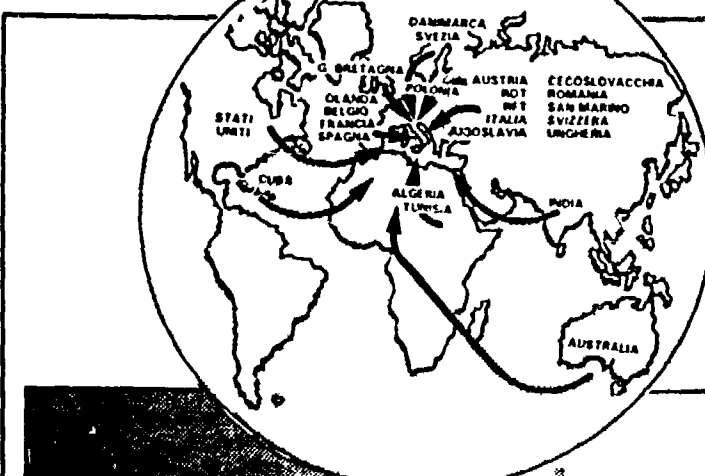 DANIMARCA
SVEZIA
G. BRETAGNA
POLONIA
OLANDA
BELGIO
FRANCIA
SPAGNA
AUSTRIA
RDT
RFT
ITALIA
JUGOSLAVIA
CECOSLOVACCHIA
ROMANIA
SAN MARINO
SVIZZERA
UNGHERIA
STATI
UNITI
CUBA
ALGERIA
TUNISIA
INDIA
AUSTRALIA